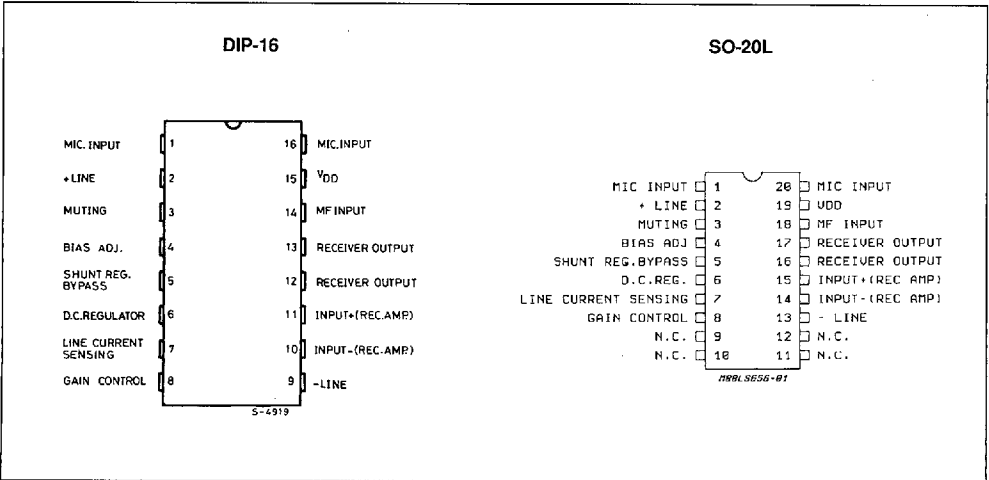 DIP-16
MIC. INPUT 1 16 MIC.INPUT
+ LINE 2 15 VDD
MUTING 3 14 MF INPUT
BIAS ADJ. 4 13 RECEIVER OUTPUT
SHUNT REG.
BYPASS 5 12 RECEIVER OUTPUT
D.C.REGULATOR 6 11 INPUT+(REC.AMP.)
LINE CURRENT
SENSING 7 10 INPUT-(REC.AMP.)
GAIN CONTROL 8 9 -LINE
S-4919
SO-20L
MIC INPUT 1 20 MIC INPUT
+ LINE 2 19 VDD
MUTING 3 18 MF INPUT
BIAS ADJ 4 17 RECEIVER OUTPUT
SHUNT REG.BYPASS 5 16 RECEIVER OUTPUT
D.C.REG. 6 15 INPUT+(REC AMP)
LINE CURRENT SENSING 7 14 INPUT-(REC AMP)
GAIN CONTROL 8 13 - LINE
N.C. 9 12 N.C.
N.C. 10 11 N.C.
M88LS656-01